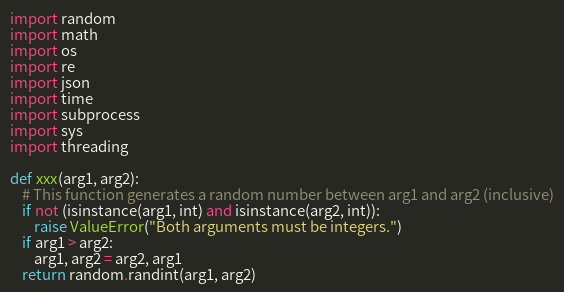 import random
import math
import os
import re
import json
import time
import subprocess
import sys
import threading

def xxx(arg1, arg2):
    # This function generates a random number between arg1 and arg2 (inclusive)
    if not (isinstance(arg1, int) and isinstance(arg2, int)):
        raise ValueError("Both arguments must be integers.")
    if arg1 > arg2:
        arg1, arg2 = arg2, arg1
    return random.randint(arg1, arg2)